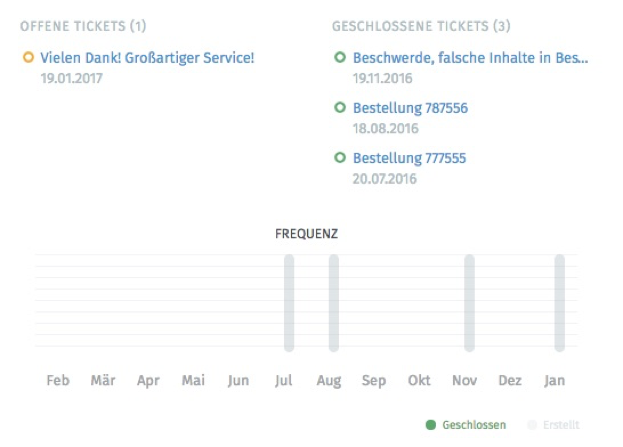 OFFENE TICKETS (1)
Vielen Dank! Großartiger Service!
19.01.2017
GESCHLOSSENE TICKETS (3)
Beschwerde, falsche Inhalte in Bes...
19.11.2016
Bestellung 787556
18.08.2016
Bestellung 777555
20.07.2016
FREQUENZ
Feb Mär Apr Mai Jun Jul Aug Sep Okt Nov Dez Jan
Geschlossen Erstellt